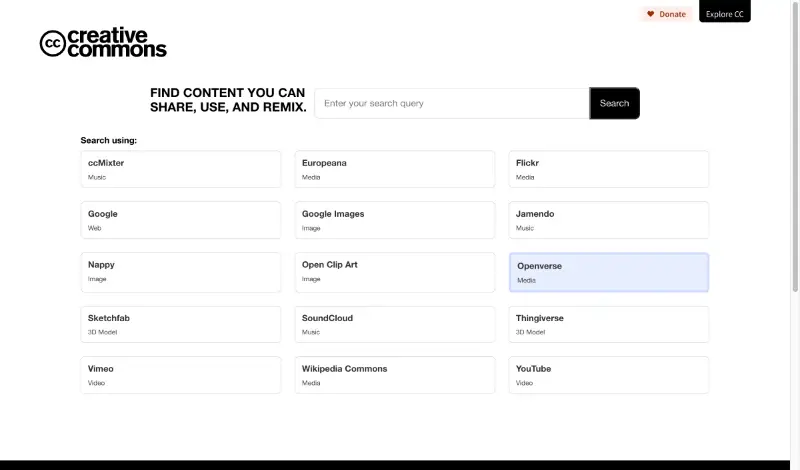 Donate
Explore CC
cc creative
commons
FIND CONTENT YOU CAN
SHARE, USE, AND REMIX.
Enter your search query
Search
Search using:
ccMixter
Music
Europeana
Media
Flickr
Media
Google
Web
Google Images
Image
Jamendo
Music
Nappy
Image
Open Clip Art
Image
Openverse
Media
Sketchfab
3D Model
SoundCloud
Music
Thingiverse
3D Model
Vimeo
Video
Wikipedia Commons
Media
YouTube
Video